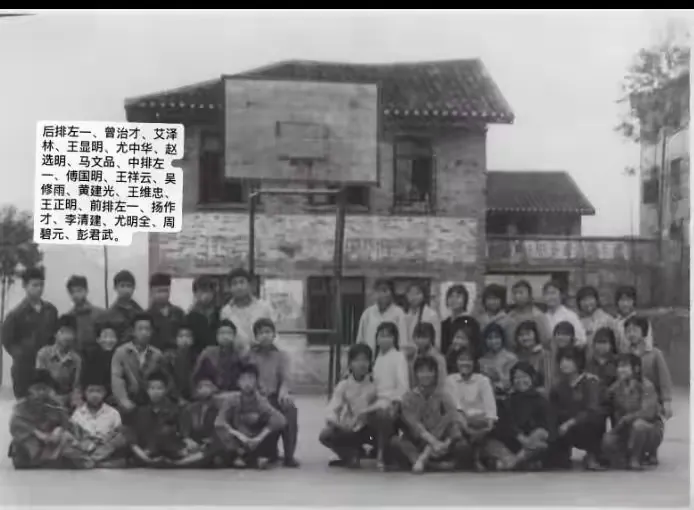 后排左一、曾治才、艾泽
林、王显明、尤中华、赵
选明、马文品、中排左
一、傅国明、王祥云、吴
修雨、黄建光、王维忠、
王正明、前排左一、扬作
才、李清建、尤明全、周
碧元、彭君武。